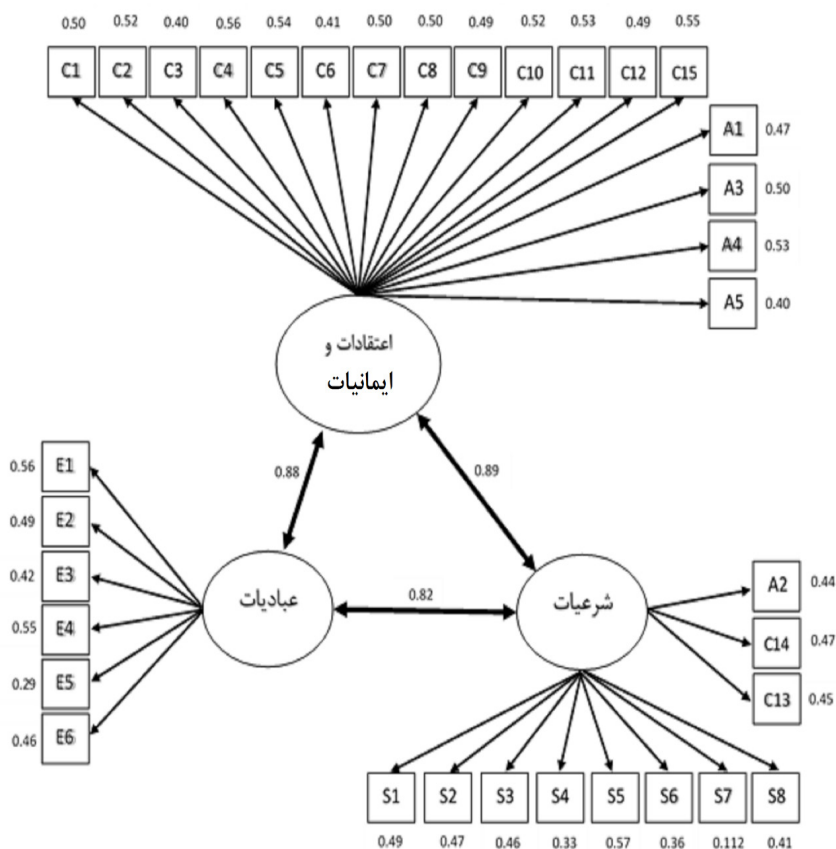 0.50 0.52 0.40 0.56 0.54 0.41 0.50 0.50 0.49 0.52 0.53 0.49 0.55
C1 C2 C3 C4 C5 C6 C7 C8 C9 C10 C11 C12 C15
A1 0.47
A3 0.50
A4 0.53
A5 0.40
اعتقادات و
ایمانیات
0.88
0.89
0.56 E1
0.49 E2
0.42 E3
0.55 E4
0.29 E5
0.46 E6
عبادیات
0.82
شرعیات
A2 0.44
C14 0.47
C13 0.45
S1 S2 S3 S4 S5 S6 S7 S8
0.49 0.47 0.46 0.33 0.57 0.36 0.112 0.41